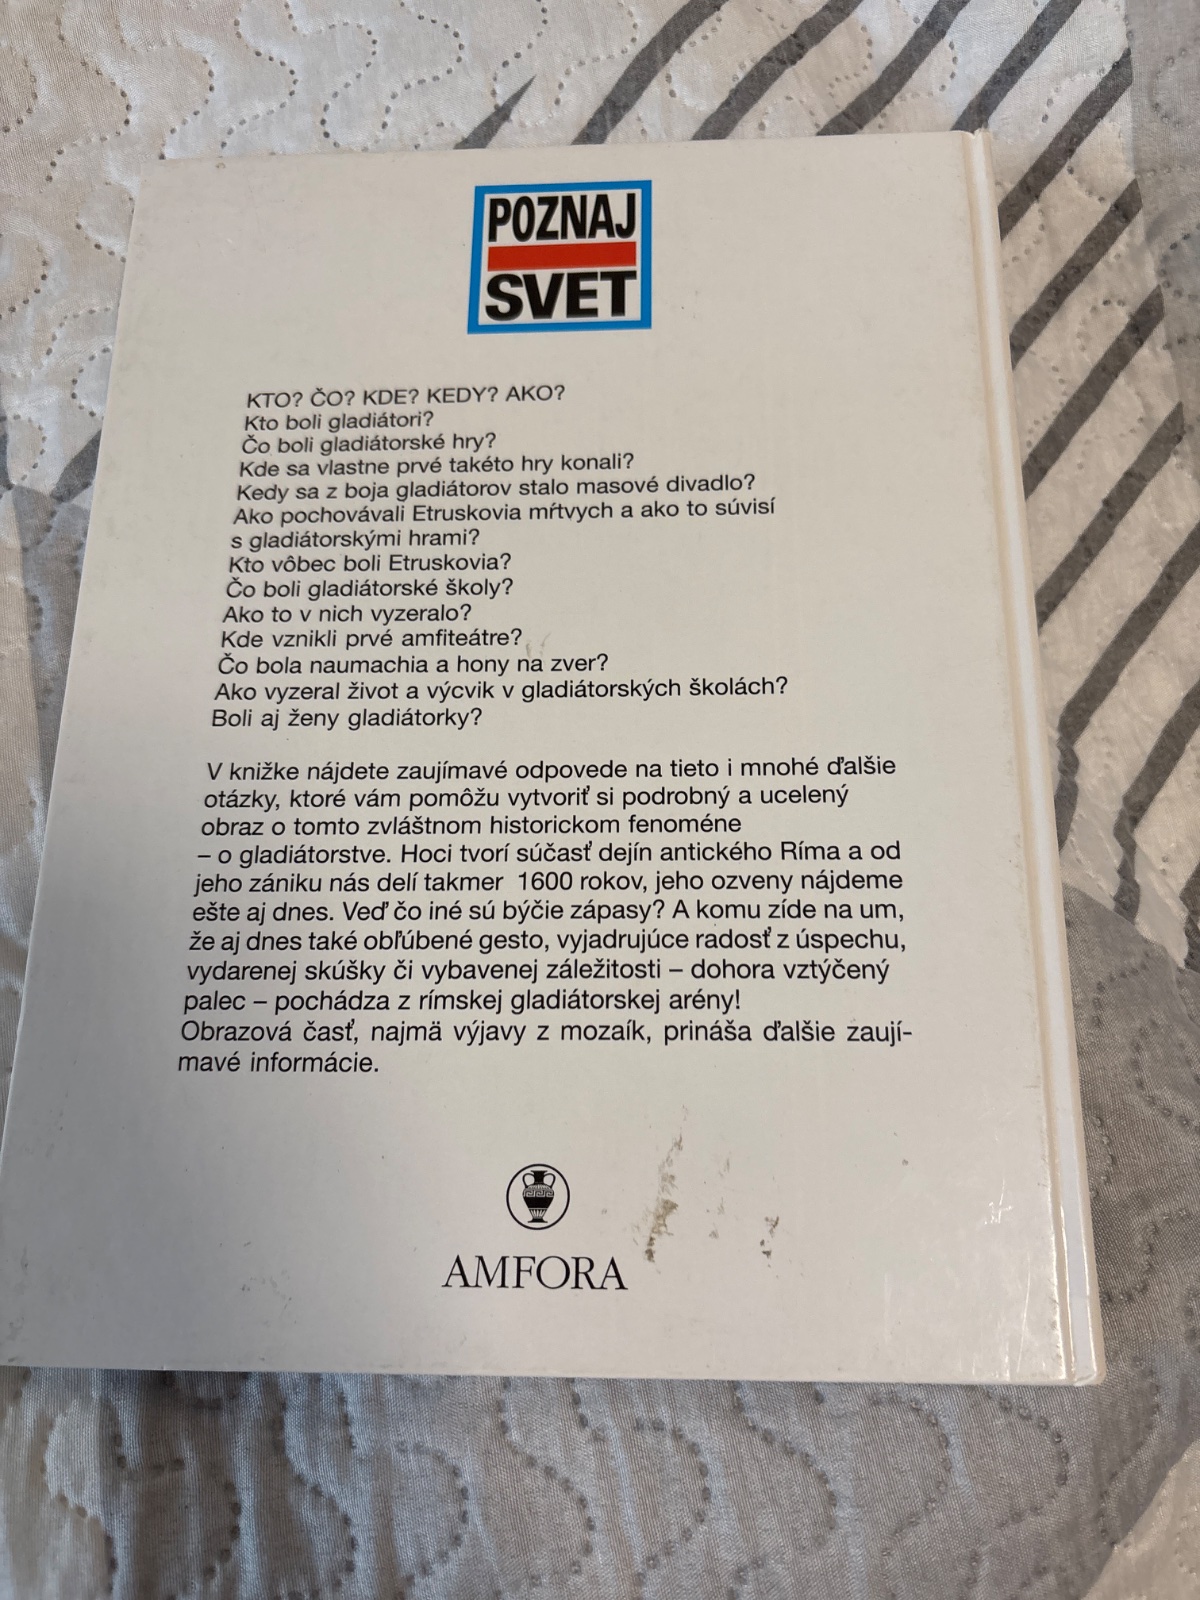 POZNAJ
SVET
KTO? ČO? KDE? KEDY? AKO?
Kto boli gladiátori?
Čo boli gladiátorské hry?
Kde sa vlastne prvé takéto hry konali?
Kedy sa z boja gladiátorov stalo masové divadlo?
Ako pochovávali Etruskovia mŕtvych a ako to súvisí
s gladiátorskými hrami?
Kto vôbec boli Etruskovia?
Čo boli gladiátorské školy?
Ako to v nich vyzeralo?
Kde vznikli prvé amfiteátre?
Čo bola naumachia a hony na zver?
Ako vyzeral život a výcvik v gladiátorských školách?
Boli aj ženy gladiátorky?
V knižke nájdete zaujímavé odpovede na tieto i mnohé ďalšie
otázky, ktoré vám pomôžu vytvoriť si podrobný a ucelený
obraz o tomto zvláštnom historickom fenoméne
– o gladiátorstve. Hoci tvorí súčasť dejín antického Ríma a od
jeho zániku nás delí takmer 1600 rokov, jeho ozveny nájdeme
ešte aj dnes. Veď čo iné sú býčie zápasy? A komu zíde na um,
že aj dnes také obľúbené gesto, vyjadrujúce radosť z úspechu,
vydarenej skúšky či vybavenej záležitosti – dohora vztýčený
palec – pochádza z rímskej gladiátorskej arény!
Obrazová časť, najmä výjavy z mozaík, prináša ďalšie zaují-
mavé informácie.
AMFORA